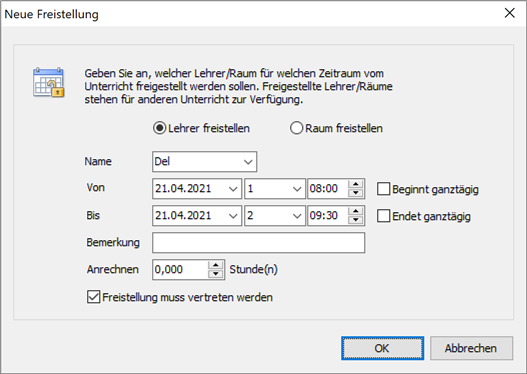 Neue Freistellung
Geben Sie an, welcher Lehrer/Raum für welchen Zeitraum vom
Unterricht freigestellt werden sollen. Freigestellte Lehrer/Räume
stehen für anderen Unterricht zur Verfügung.
Lehrer freistellen Raum freistellen
Name Del
Von 21.04.2021 1 08:00 Beginnt ganztägig
Bis 21.04.2021 2 09:30 Endet ganztägig
Bemerkung
Anrechnen 0,000 Stunde(n)
Freistellung muss vertreten werden
OK Abbrechen